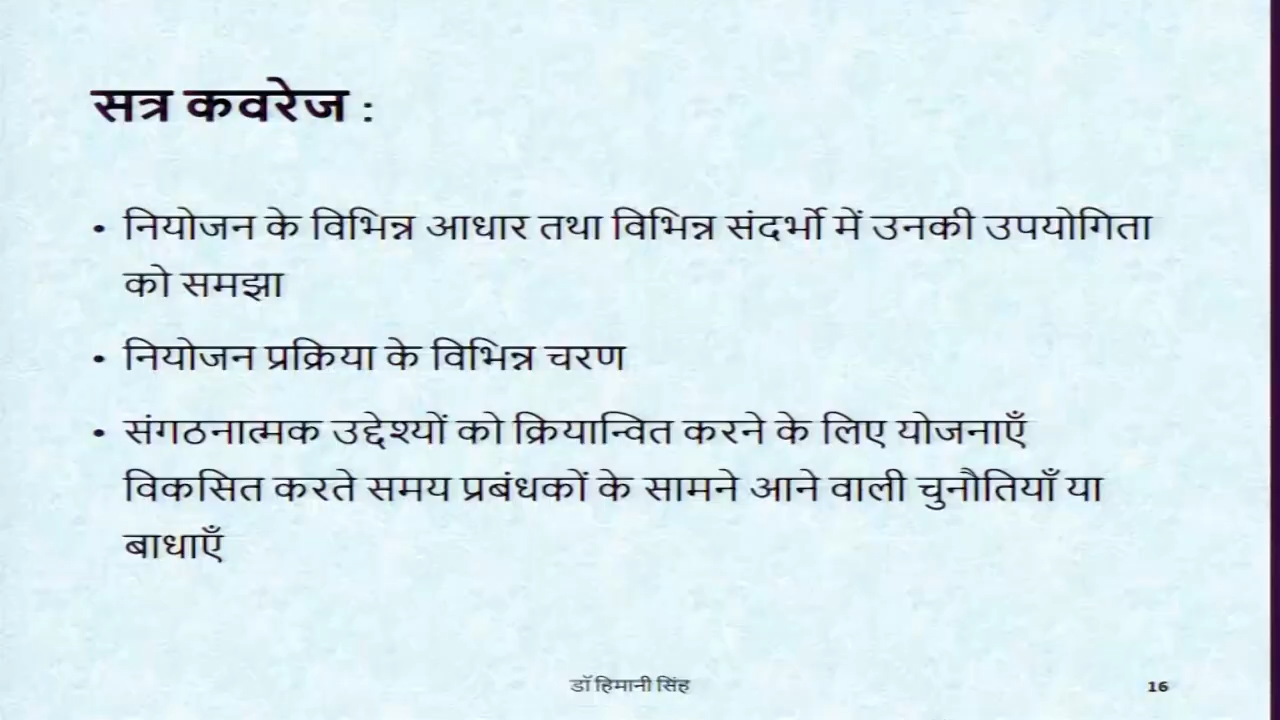 सत्र कवरेज :
• नियोजन के विभिन्न आधार तथा विभिन्न संदर्भो में उनकी उपयोगिता
को समझा
• नियोजन प्रक्रिया के विभिन्न चरण
• संगठनात्मक उद्देश्यों को क्रियान्वित करने के लिए योजनाएँ
विकसित करते समय प्रबंधकों के सामने आने वाली चुनौतियाँ या
बाधाएँ
डॉ हिमानी सिंह
16